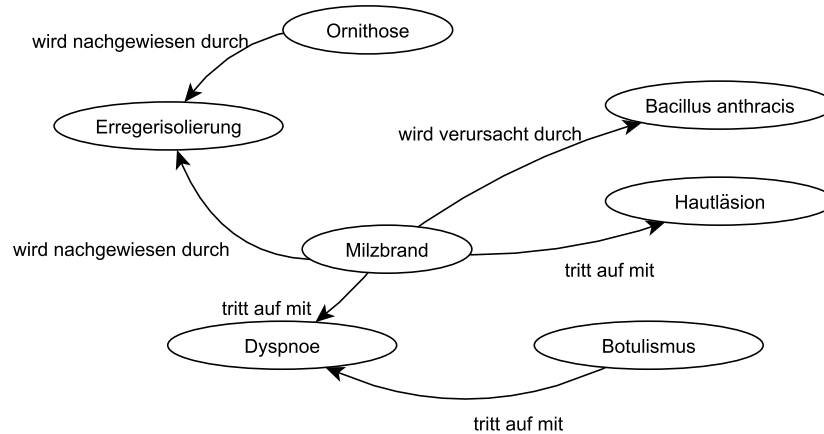 Ornithose
wird nachgewiesen durch
Erregerisolierung
Bacillus anthracis
wird verursacht durch
Hautläsion
wird nachgewiesen durch
Milzbrand
tritt auf mit
tritt auf mit
Dyspnoe
Botulismus
tritt auf mit